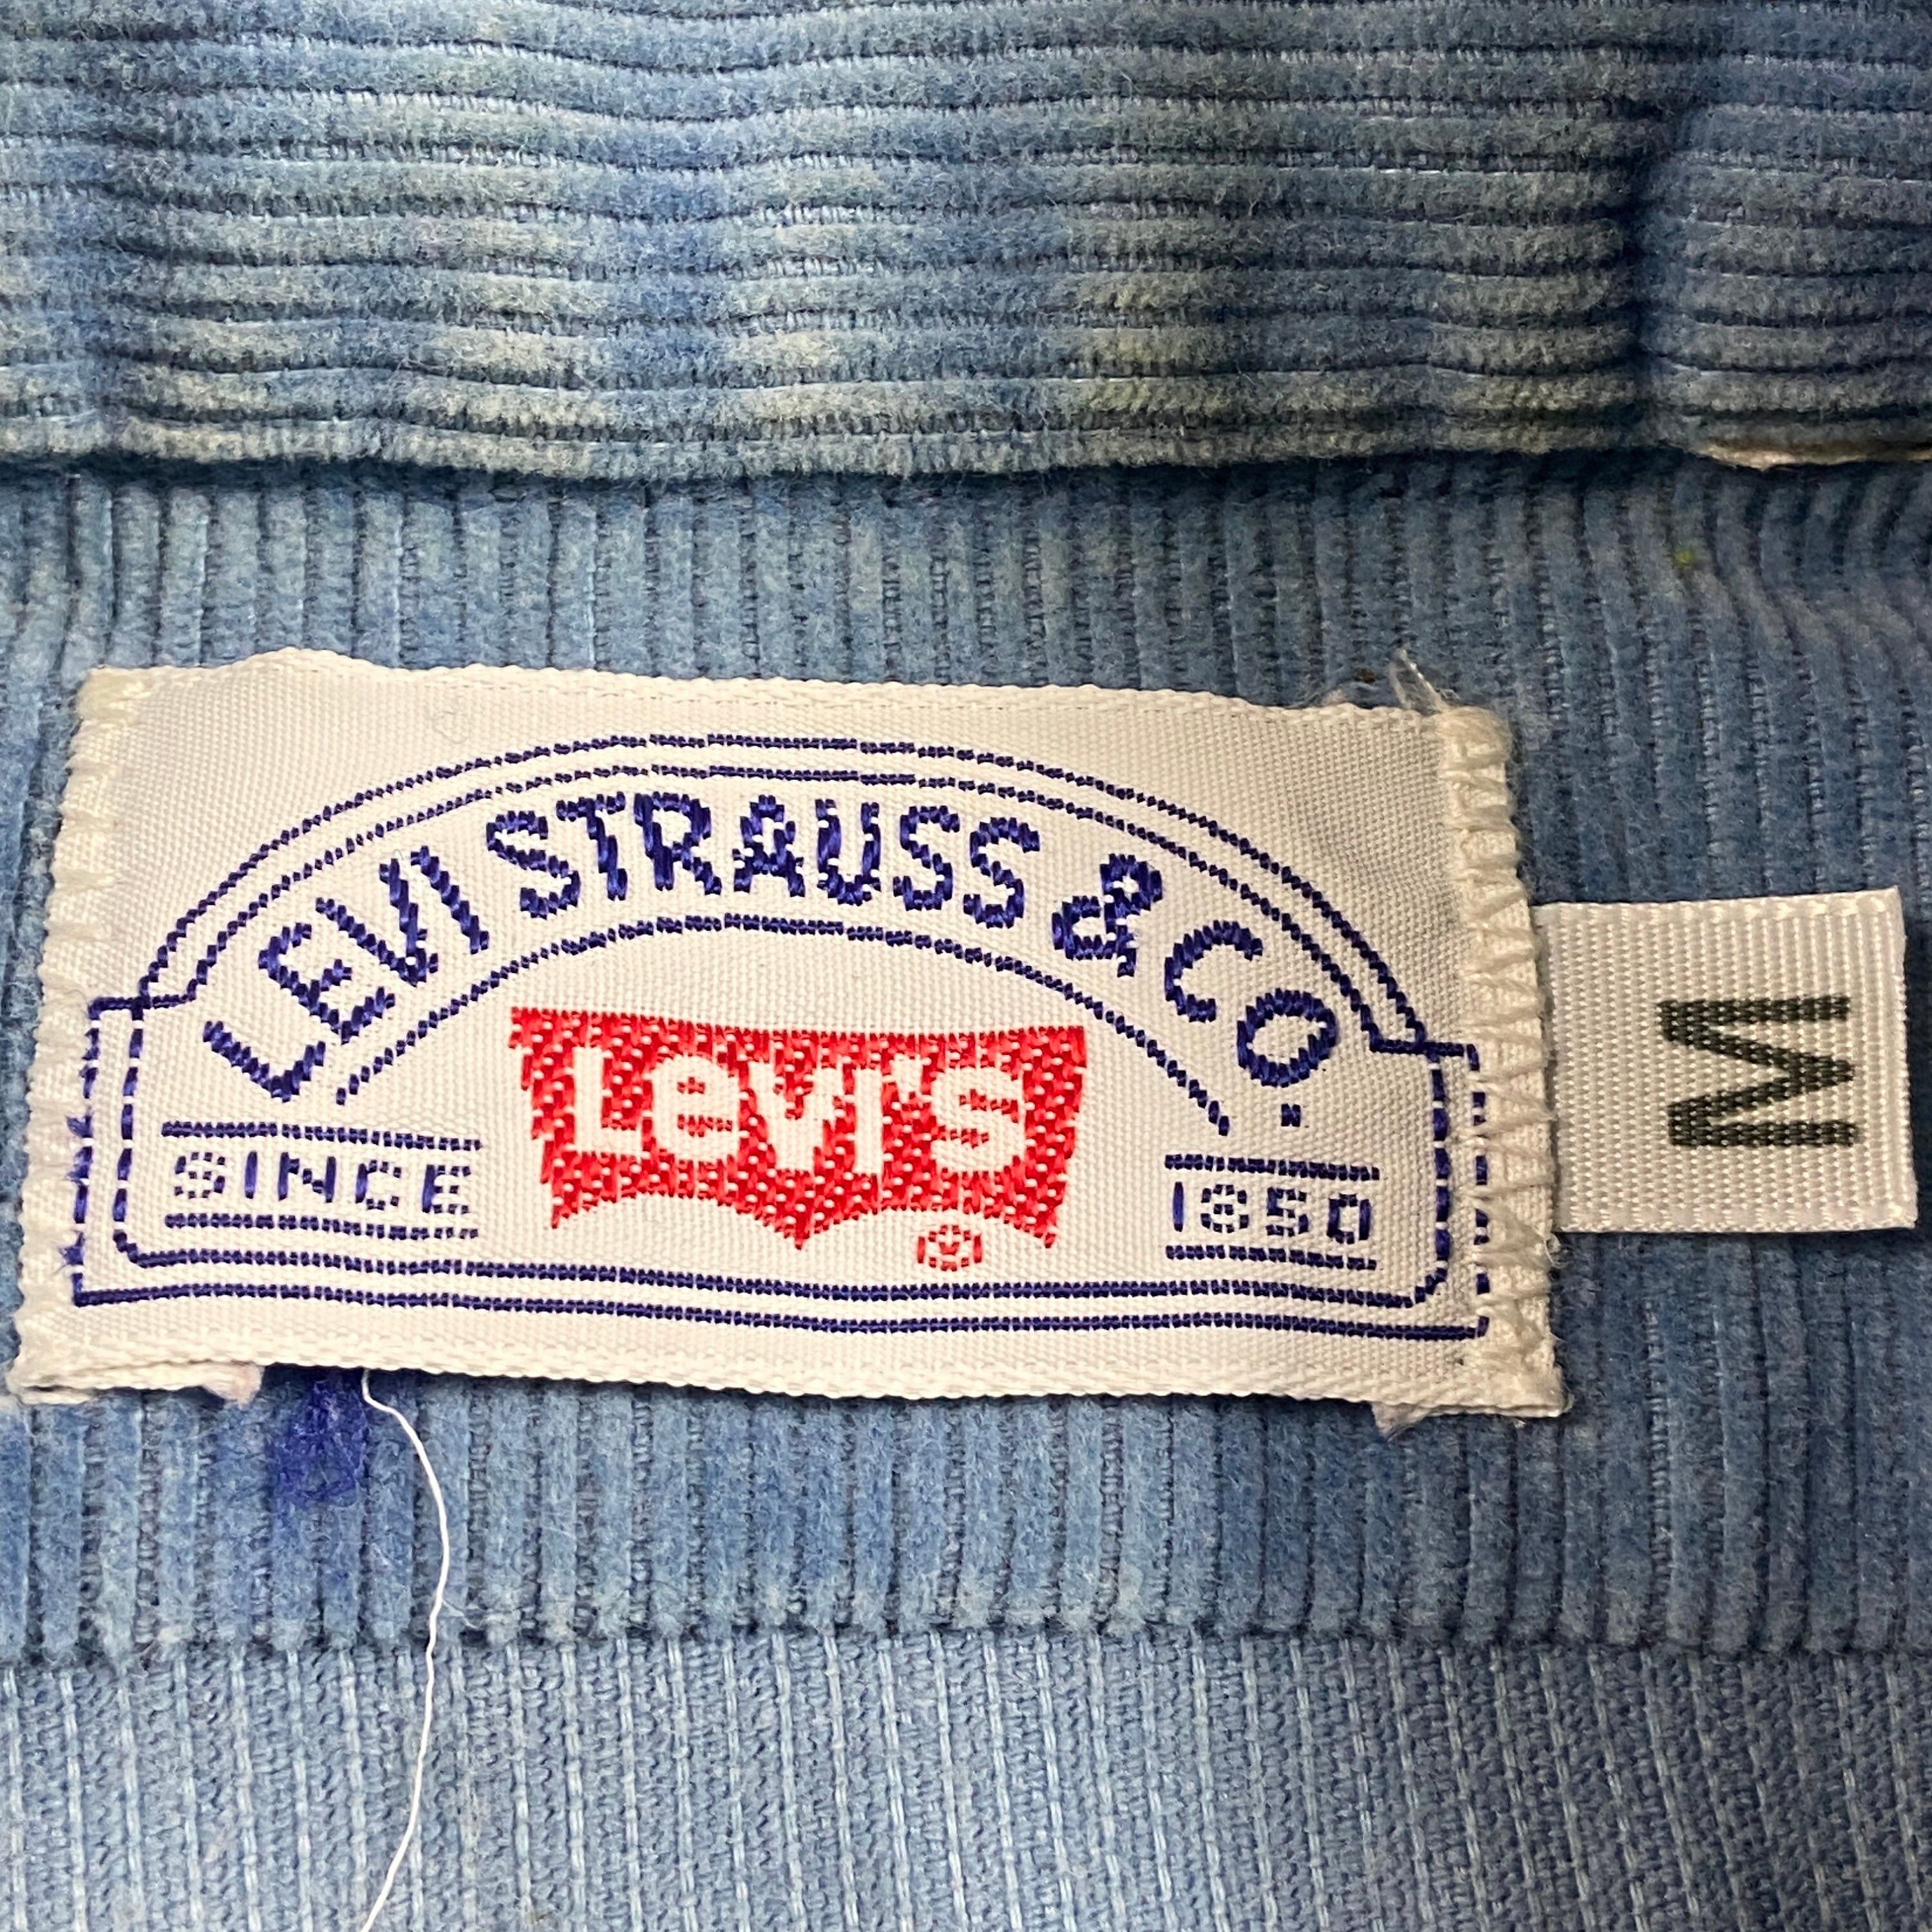 LEVI STRAUSS & CO.
Levi's
®
SINCE 1850
M